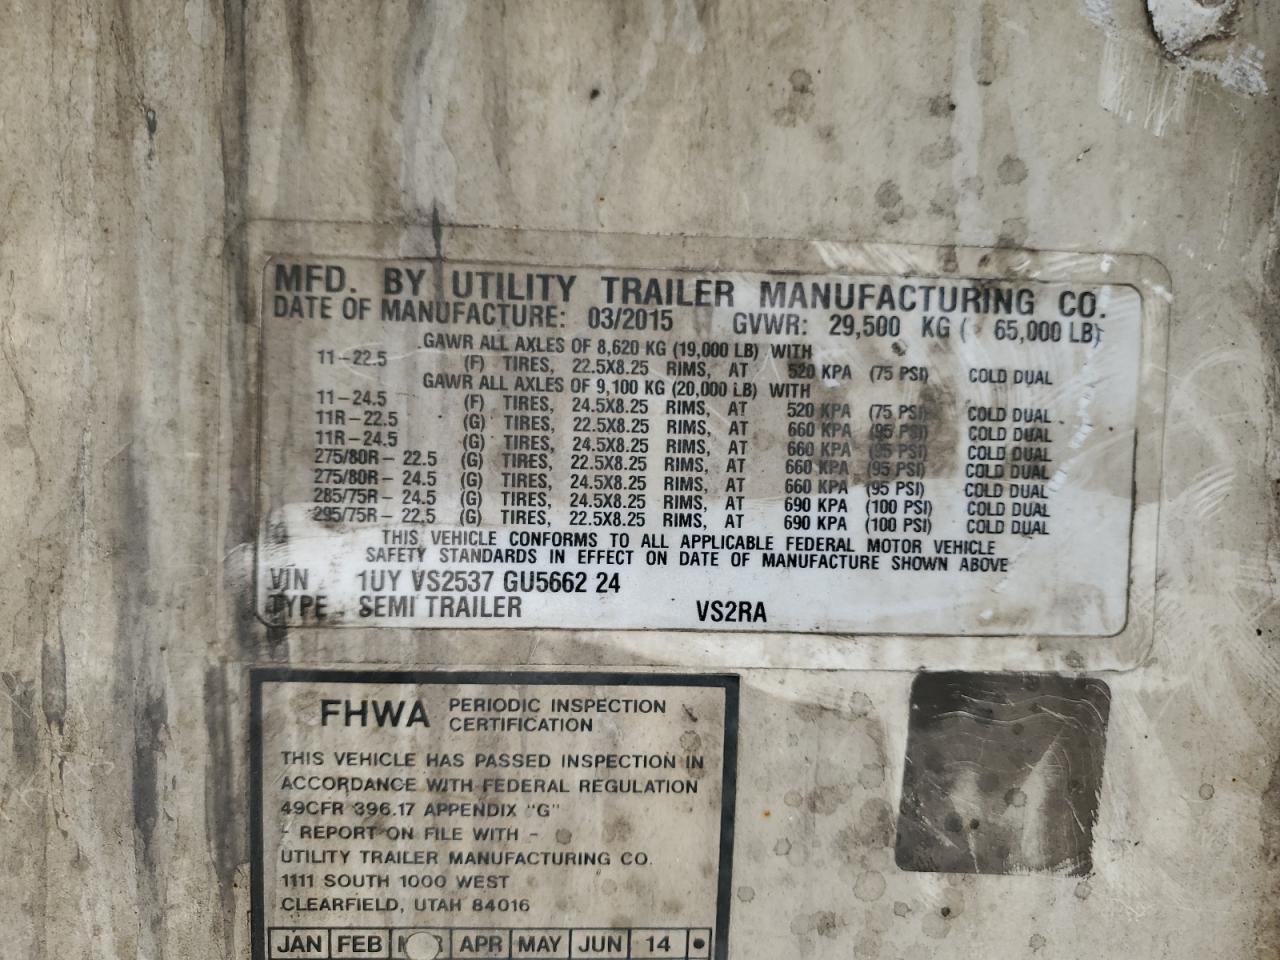 MFD. BY UTILITY TRAILER MANUFACTURING CO.
DATE OF MANUFACTURE: 03/2015 GVWR: 29,500 KG ( 65,000 LB)
GAWR ALL AXLES OF 8,620 KG (19,000 LB) WITH
11-22.5 (F) TIRES, 22.5X8.25 RIMS, AT 520 KPA (75 PSI) COLD DUAL
GAWR ALL AXLES OF 9,100 KG (20,000 LB) WITH
11-24.5 (F) TIRES, 24.5X8.25 RIMS, AT 520 KPA (75 PSI) COLD DUAL
11R-22.5 (G) TIRES, 22.5X8.25 RIMS, AT 660 KPA (95 PSI) COLD DUAL
11R-24.5 (G) TIRES, 24.5X8.25 RIMS, AT 660 KPA (95 PSI) COLD DUAL
275/80R-22.5 (G) TIRES, 22.5X8.25 RIMS, AT 660 KPA (95 PSI) COLD DUAL
275/80R-24.5 (G) TIRES, 24.5X8.25 RIMS, AT 660 KPA (95 PSI) COLD DUAL
285/75R-24.5 (G) TIRES, 24.5X8.25 RIMS, AT 690 KPA (100 PSI) COLD DUAL
295/75R-22.5 (G) TIRES, 22.5X8.25 RIMS, AT 690 KPA (100 PSI) COLD DUAL
THIS VEHICLE CONFORMS TO ALL APPLICABLE FEDERAL MOTOR VEHICLE
SAFETY STANDARDS IN EFFECT ON DATE OF MANUFACTURE SHOWN ABOVE
VIN 1UY VS2537 GU5662 24
TYPE SEMI TRAILER VS2RA
FHWA PERIODIC INSPECTION
CERTIFICATION
THIS VEHICLE HAS PASSED INSPECTION IN
ACCORDANCE WITH FEDERAL REGULATION
49CFR 396.17 APPENDIX "G"
- REPORT ON FILE WITH -
UTILITY TRAILER MANUFACTURING CO.
1111 SOUTH 1000 WEST
CLEARFIELD, UTAH 84016
JAN FEB APR MAY JUN 14